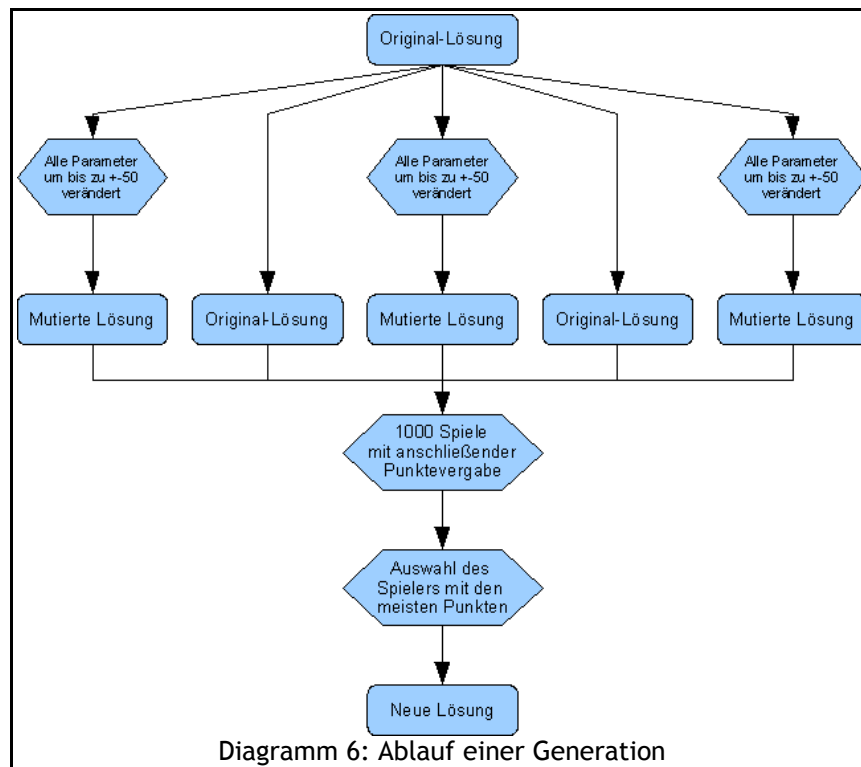 Original-Lösung
Alle Parameter
um bis zu +-50
verändert
Alle Parameter
um bis zu +-50
verändert
Alle Parameter
um bis zu +-50
verändert
Mutierte Lösung
Original-Lösung
Mutierte Lösung
Original-Lösung
Mutierte Lösung
1000 Spiele
mit anschließender
Punktevergabe
Auswahl des
Spielers mit den
meisten Punkten
Neue Lösung
Diagramm 6: Ablauf einer Generation